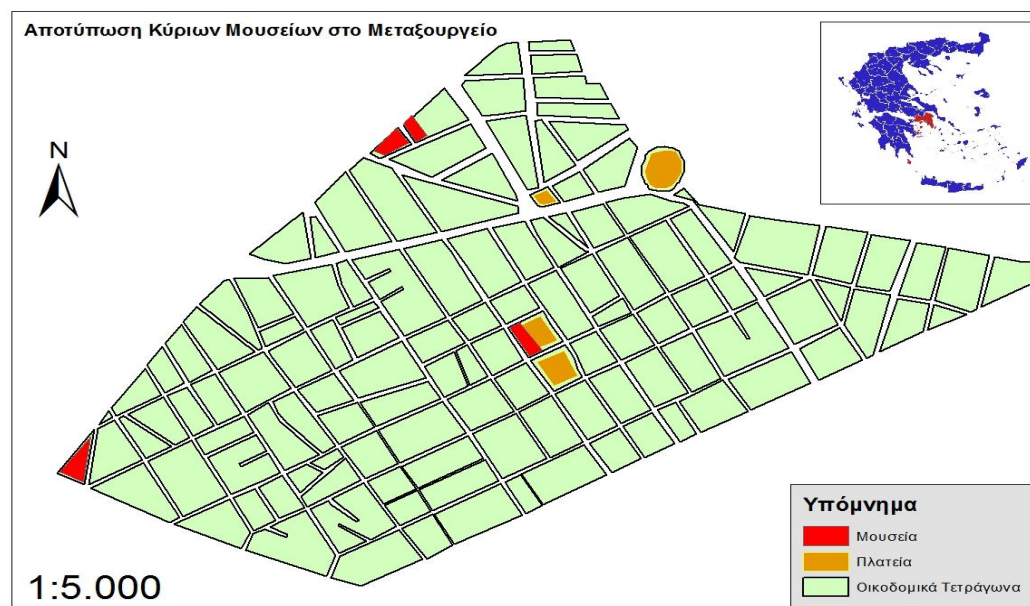 Αποτύπωση Κύριων Μουσείων στο Μεταξουργείο
N
Υπόμνημα
Μουσεία
Πλατεία
Οικοδομικά Τετράγωνα
1:5.000